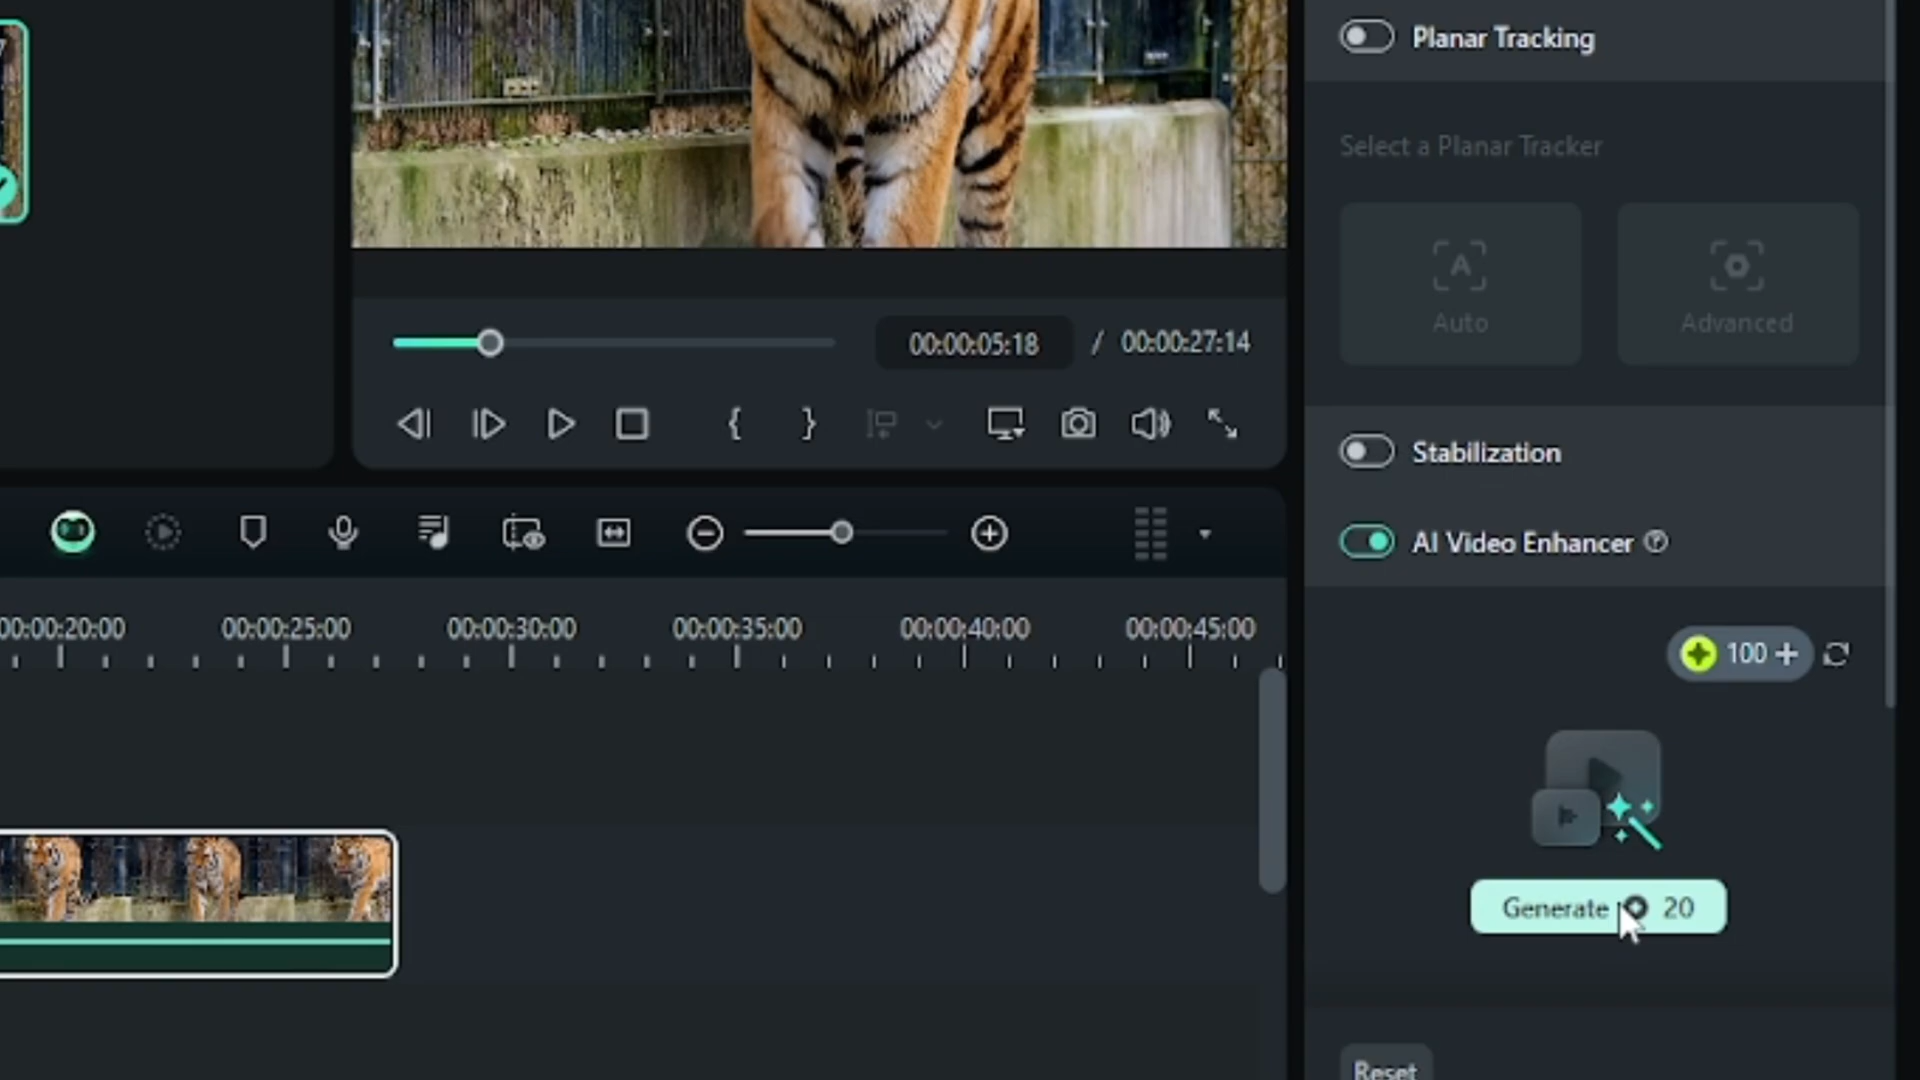 Planar Tracking
Select a Planar Tracker
A
Auto
Advanced
00:00:05:18 / 00:00:27:14
Stabilization
AI Video Enhancer
00:00:20:00 00:00:25:00 00:00:30:00 00:00:35:00 00:00:40:00 00:00:45:00
100
Generate 20
Reset